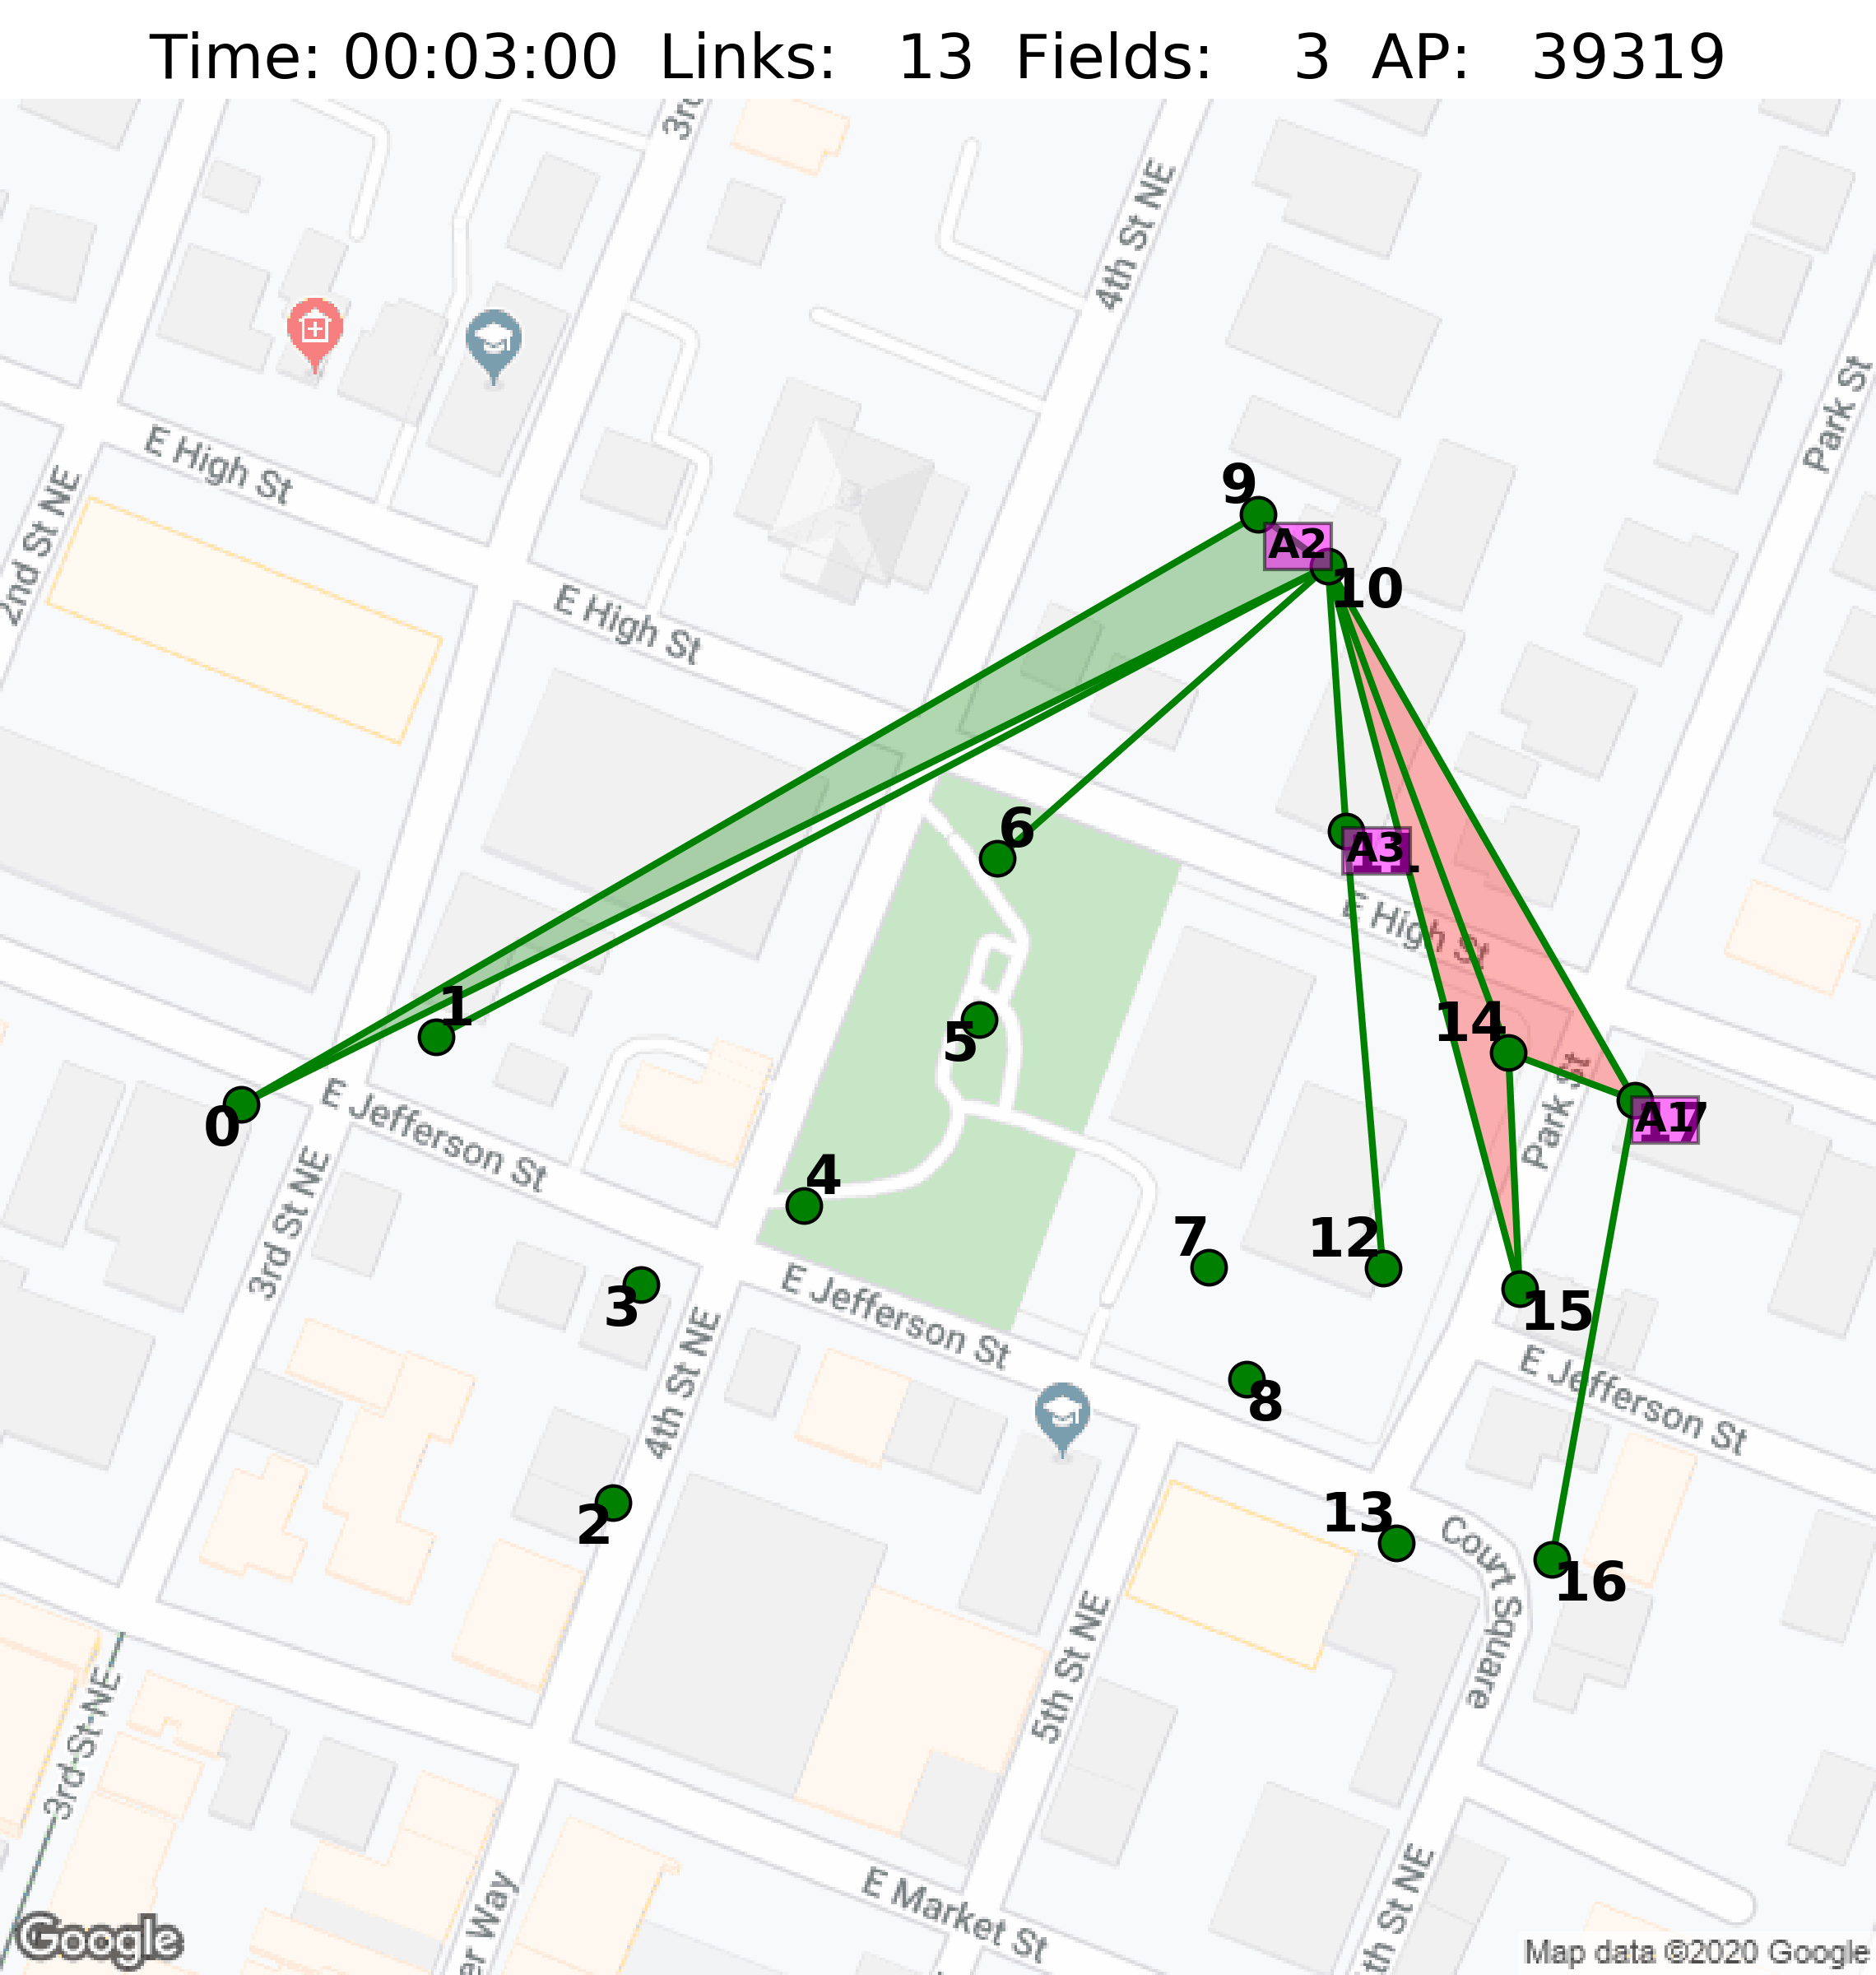 Time: 00:03:00 Links: 13 Fields: 3 AP: 39319
3rd
4th St NE
Park St
E High St
2nd St NE
9
A2
10
E High St
6
A3
E High St
1
5
14
Park St
A17
0
E Jefferson St
4
3rd St NE
7
12
3
E Jefferson St
15
4th St NE
E Jefferson St
8
2
13
Court Square
16
5th St NE
3rd St NE
E Market St
er Way
th St NE
Google
Map data ©2020 Google